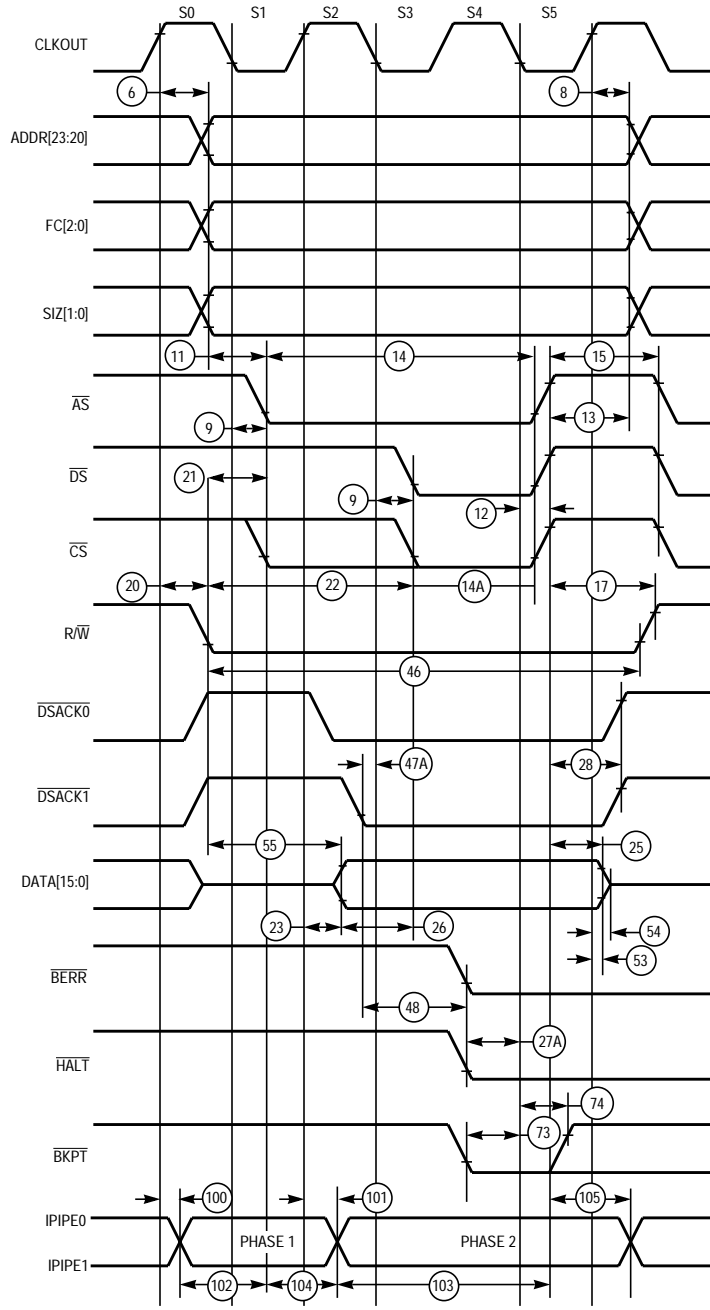 S0 S1 S2 S3 S4 S5
CLKOUT
6 8
ADDR[23:20]
FC[2:0]
SIZ[1:0]
11 14 15
AS
9 13
DS
21 9
12
CS
20 22 14A 17
R/W
46
DSACK0
47A 28
DSACK1
55 25
DATA[15:0]
23 26 54
53
BERR
48
27A
HALT
74
73
BKPT
100 101 105
IPIPE0
PHASE 1 PHASE 2
IPIPE1
102 104 103